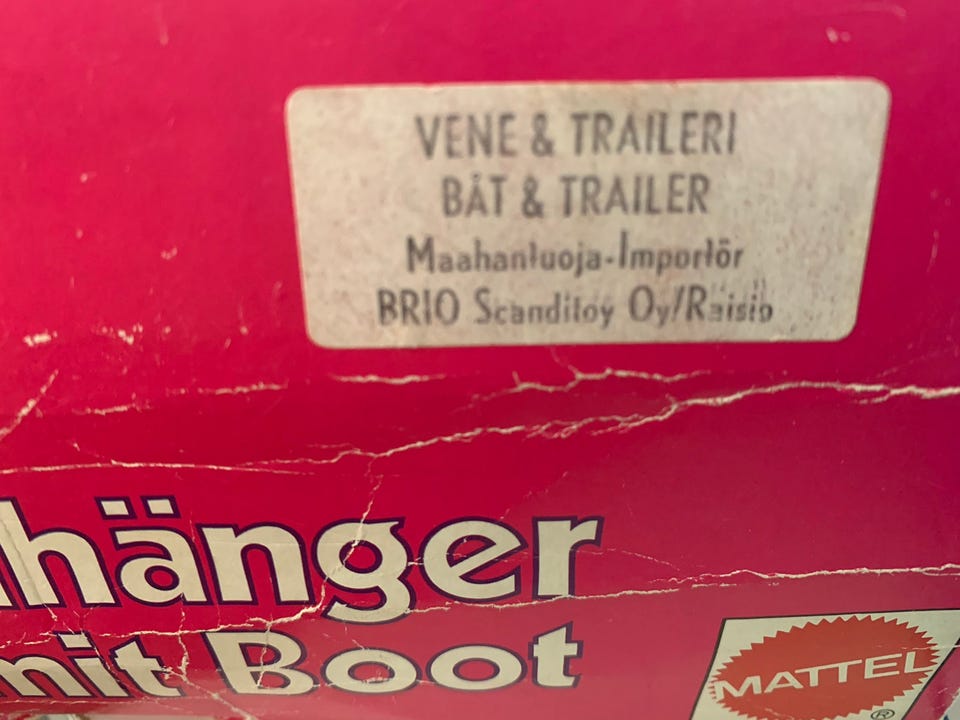 VENE & TRAILERI
BÅT & TRAILER
Maahantuoja-Importör
BRIO Scanditoy Oy/Raisio
hänger
mit Boot
MATTEL
®